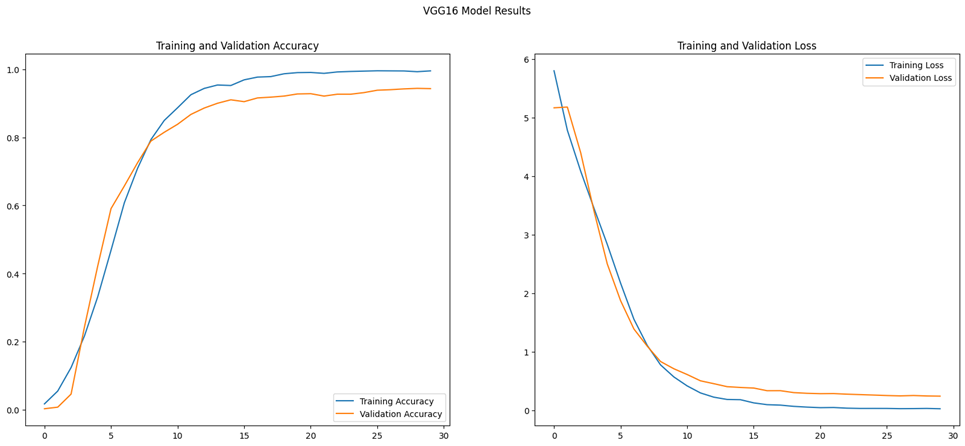 VGG16 Model Results
Training and Validation Accuracy
1.0
0.8
0.6
0.4
0.2
0.0
0 5 10 15 20 25 30
Training Accuracy
Validation Accuracy
Training and Validation Loss
6
5
4
3
2
1
0
0 5 10 15 20 25 30
Training Loss
Validation Loss